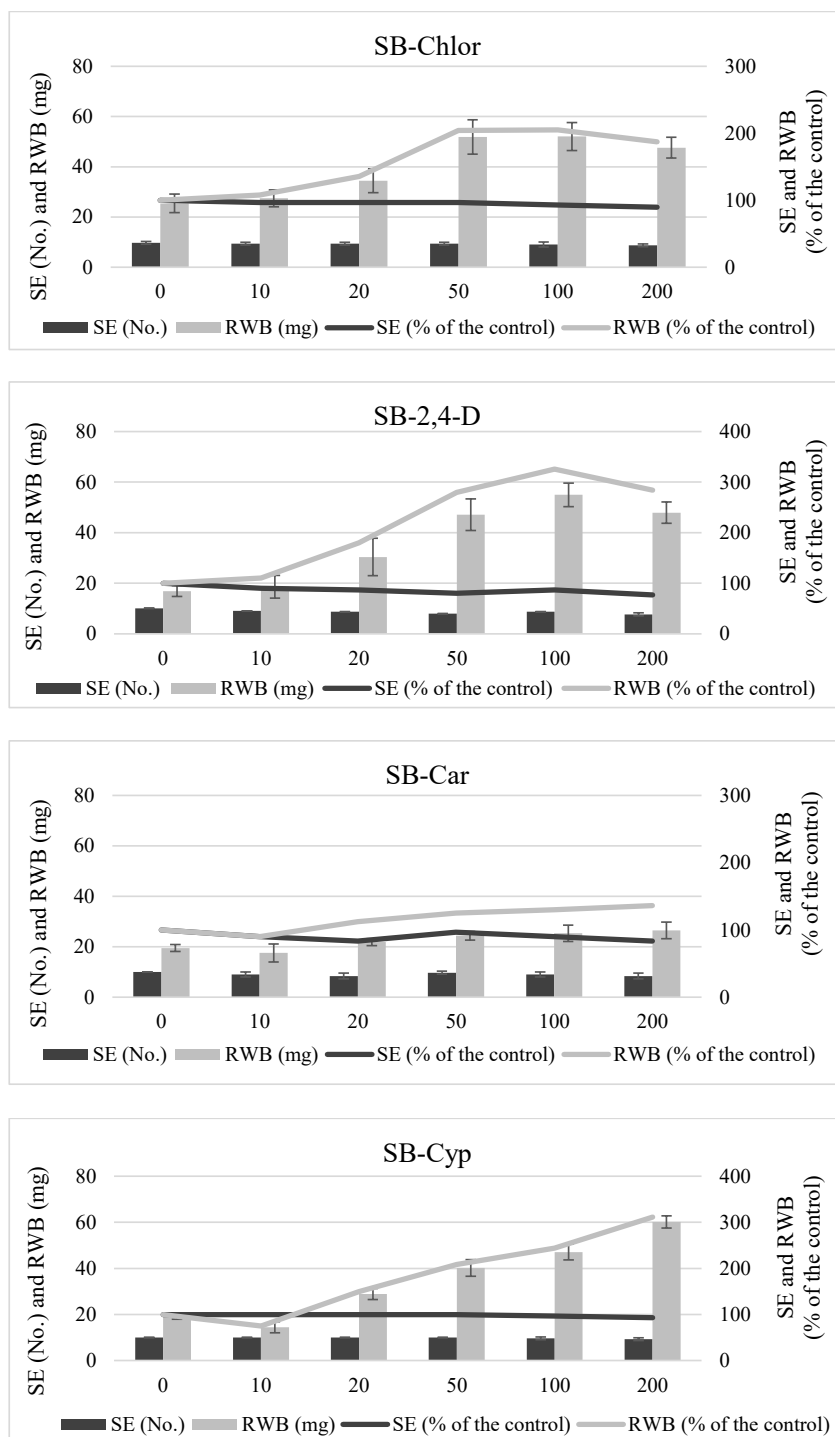 SB-Chlor
SE (No.) and RWB (mg)
80
60
40
20
0
300
200
100
0
SE and RWB
(% of the control)
0 10 20 50 100 200
SE (No.) RWB (mg) SE (% of the control) RWB (% of the control)
SB-2,4-D
SE (No.) and RWB (mg)
80
60
40
20
0
400
300
200
100
0
SE and RWB
(% of the control)
0 10 20 50 100 200
SE (No.) RWB (mg) SE (% of the control) RWB (% of the control)
SB-Car
SE (No.) and RWB (mg)
80
60
40
20
0
300
200
100
0
SE and RWB
(% of the control)
0 10 20 50 100 200
SE (No.) RWB (mg) SE (% of the control) RWB (% of the control)
SB-Cyp
SE (No.) and RWB (mg)
80
60
40
20
0
400
300
200
100
0
SE and RWB
(% of the control)
0 10 20 50 100 200
SE (No.) RWB (mg) SE (% of the control) RWB (% of the control)